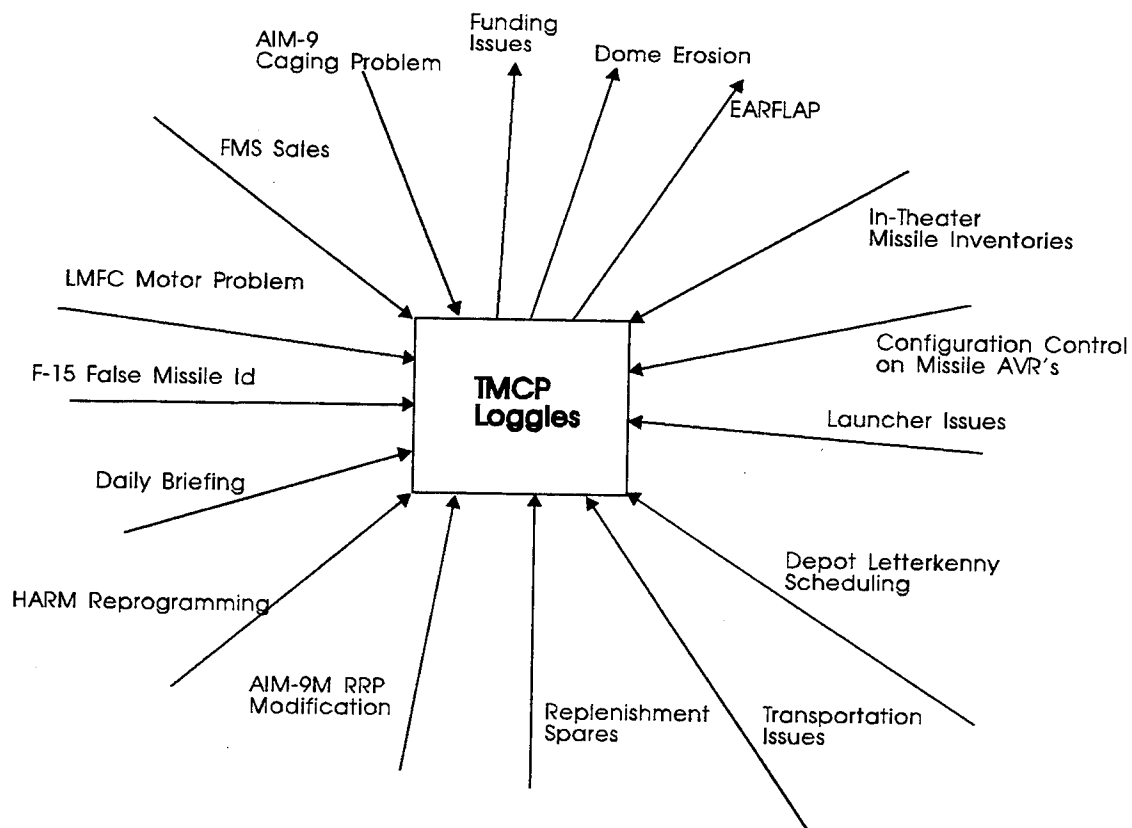 Funding
Issues
AIM-9
Caging Problem
Dome Erosion
EARFLAP
FMS Sales
In-Theater
Missile Inventories
LMFC Motor Problem
Configuration Control
on Missile AVR's
F-15 False Missile Id
TMCP
Loggles
Launcher Issues
Daily Briefing
Depot Letterkenny
Scheduling
HARM Reprogramming
AIM-9M RRP
Modification
Replenishment
Spares
Transportation
Issues